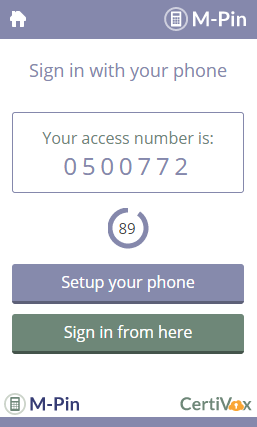 M-Pin
Sign in with your phone
Your access number is:
0500772
89
Setup your phone
Sign in from here
M-Pin
CertiVox